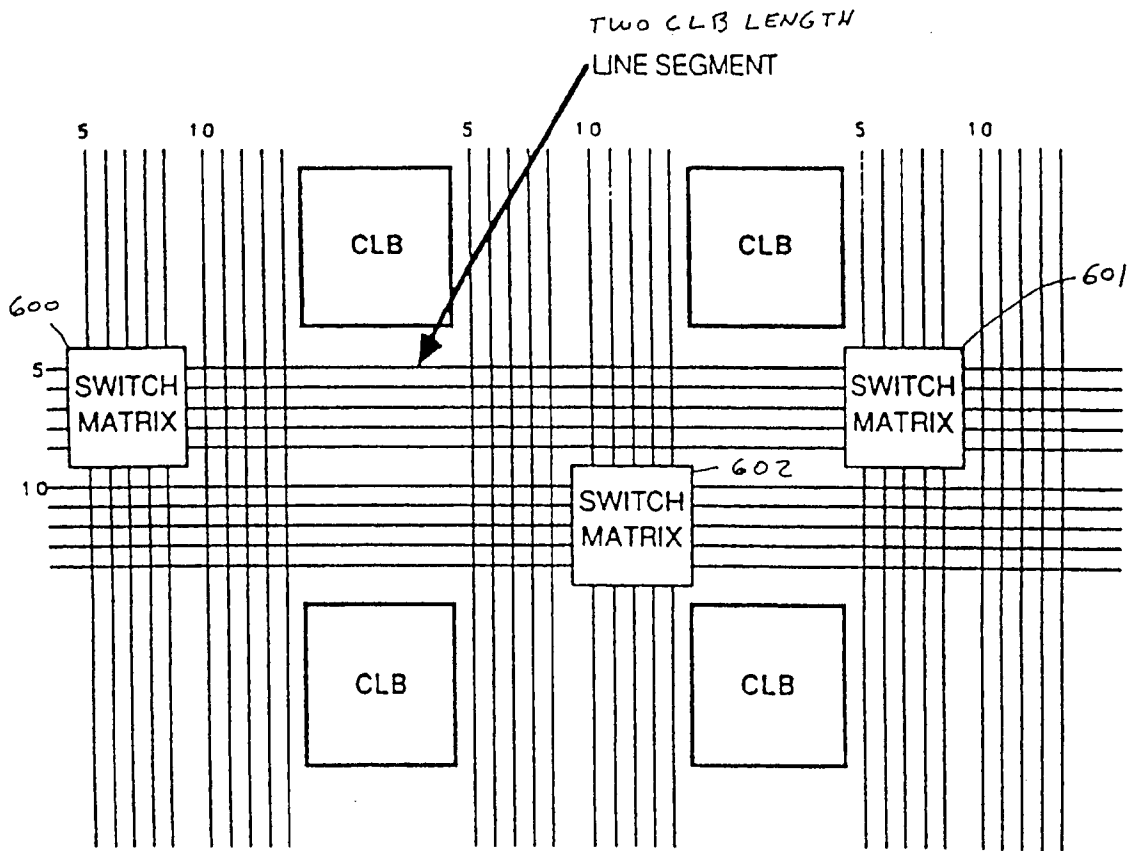 TWO CLB LENGTH
LINE SEGMENT
5 10 5 10 5 10
CLB CLB
600 601
5
SWITCH MATRIX
SWITCH MATRIX
602
10
SWITCH MATRIX
CLB CLB